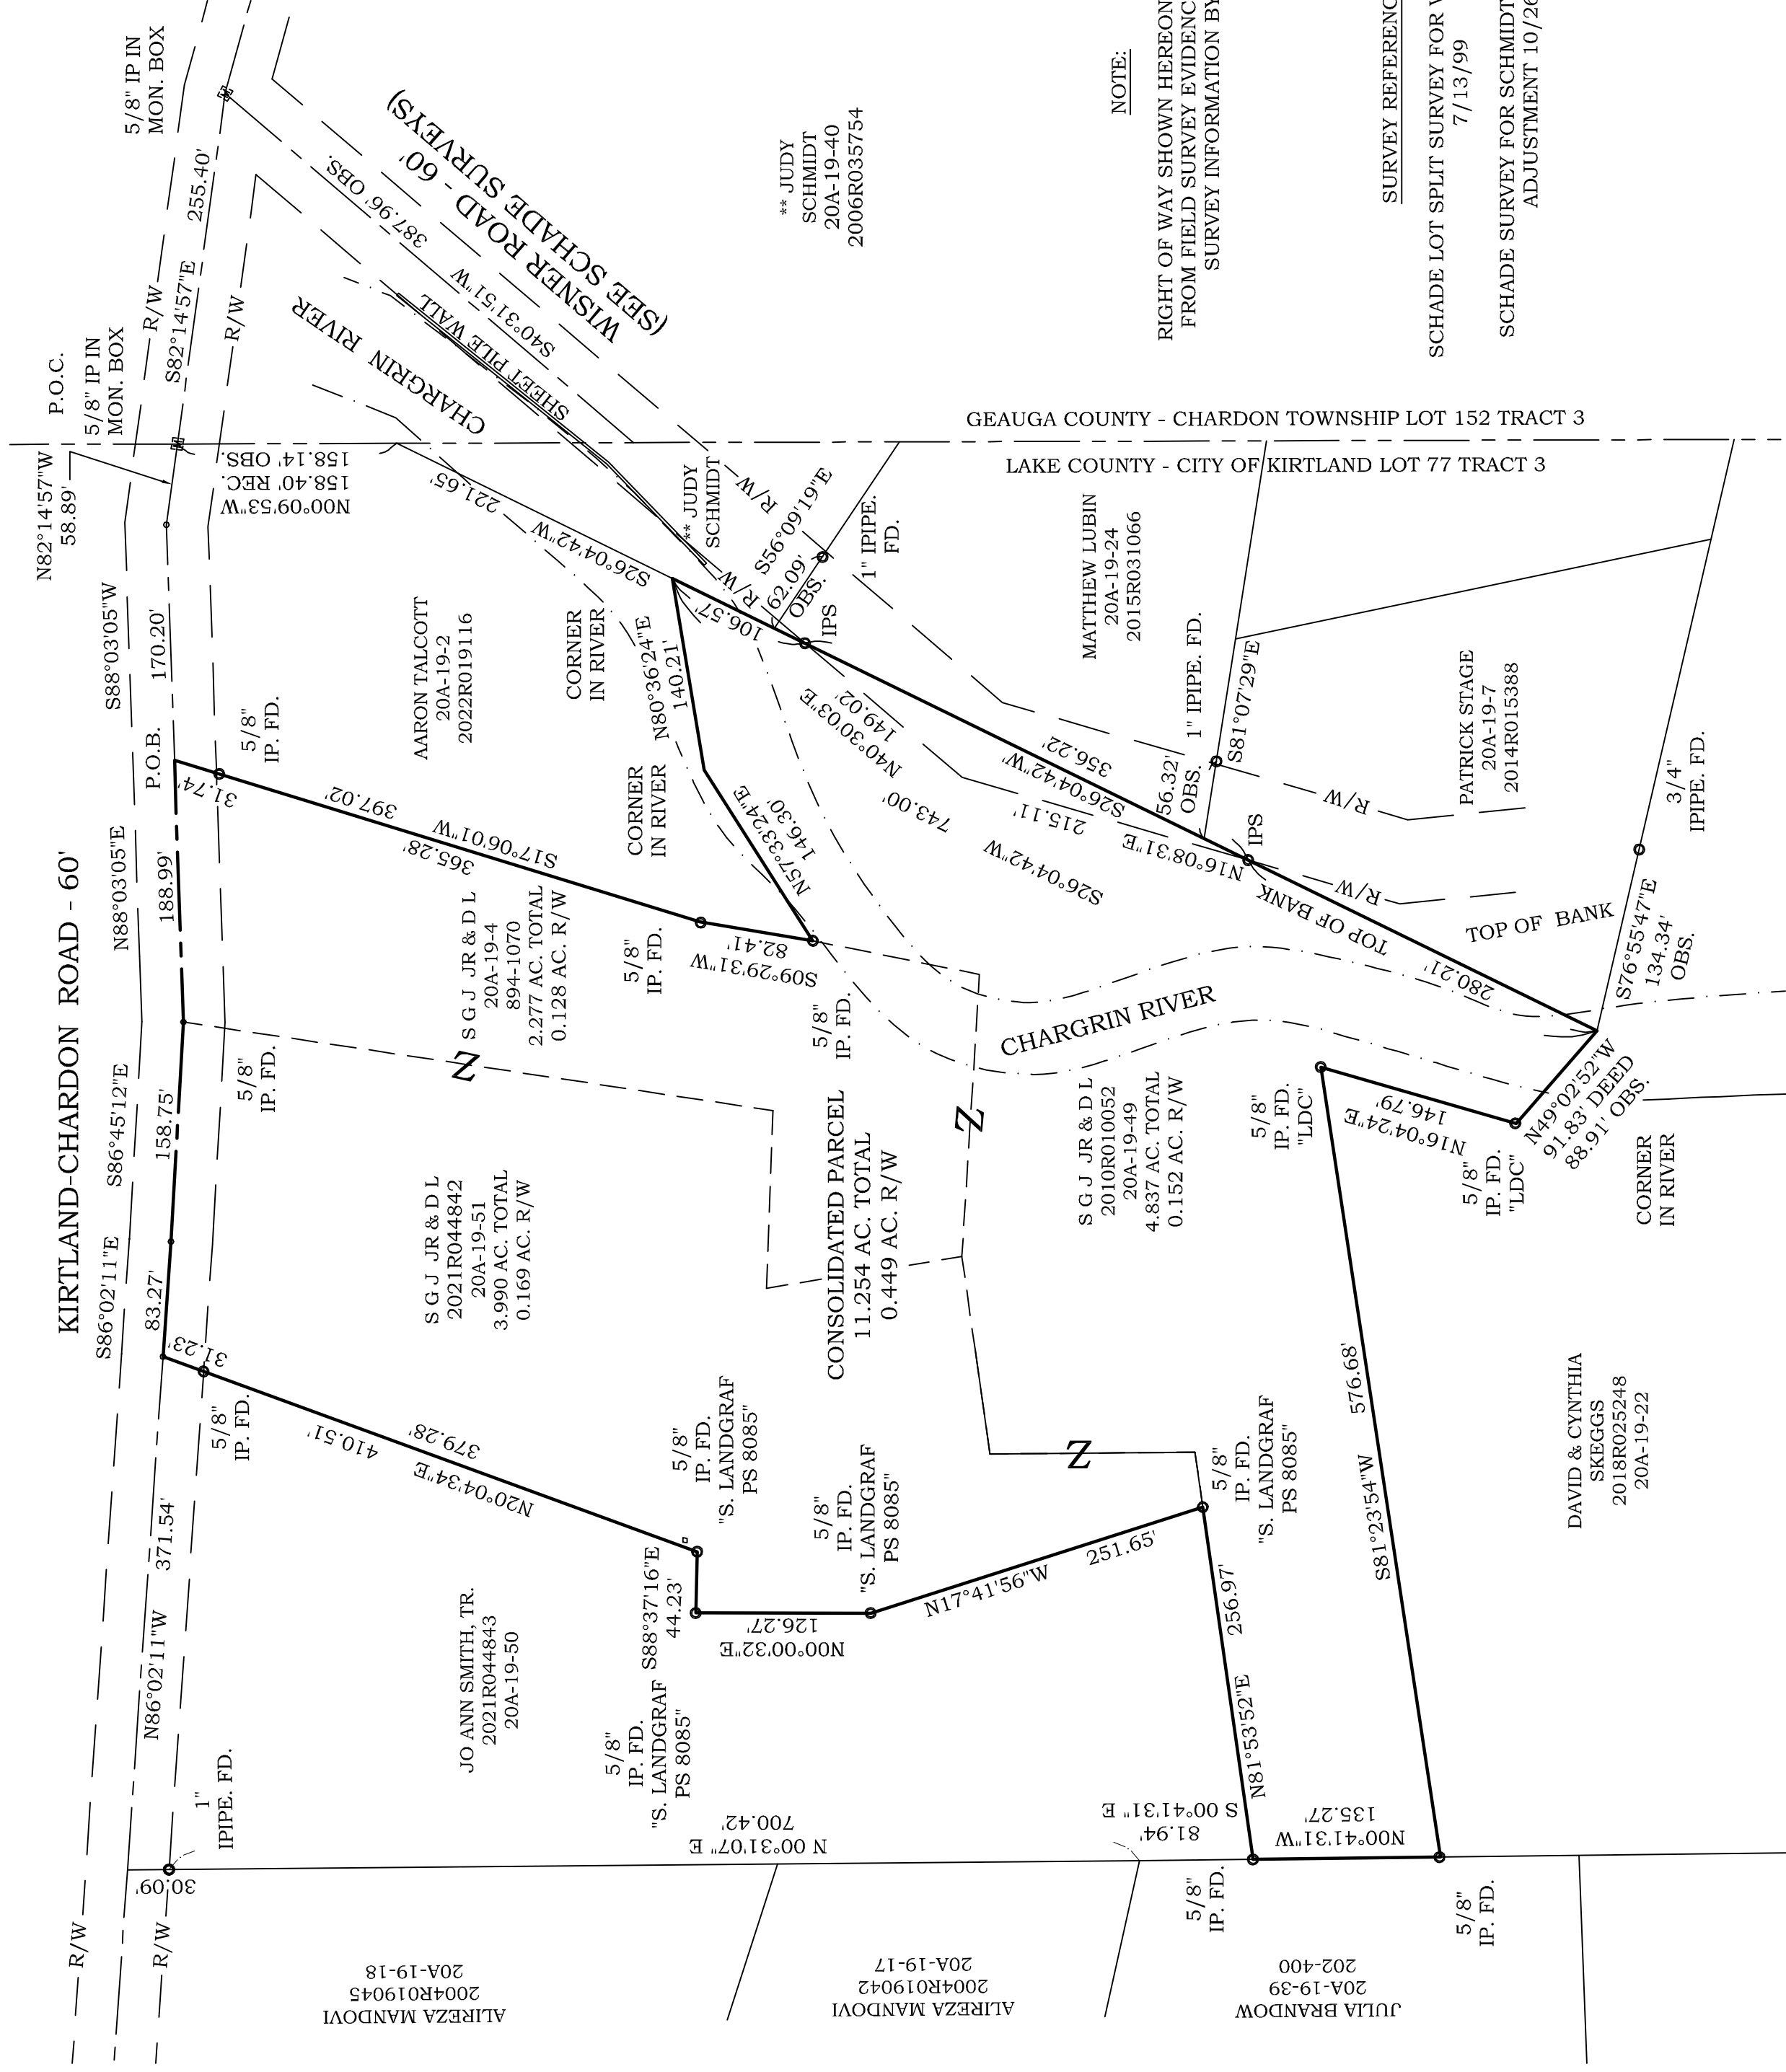 KIRTLAND-CHARDON ROAD - 60'
N82°14'57"W
58.89'
P.O.C.
5/8" IP IN
MON. BOX
5/8" IP IN
MON. BOX
R/W
S82°14'57"E
255.40'
R/W
S88°03'05"W
170.20'
P.O.B.
N88°03'05"E
188.99'
S86°45'12"E
158.75'
S86°02'11"E
83.27'
371.54'
N86°02'11"W
R/W
R/W
30.09'
1"
IPIPE. FD.
N00°09'53"W
158.40' REC.
158.14' OBS.
WISNER ROAD - 60'
(SEE SCHADE SURVEYS)
387.96' OBS.
S40°31'51"W
SHEET PILE WALL
CHARGRIN RIVER
221.65'
S26°04'42"W
** JUDY
SCHMIDT
20A-19-40
2006R035754
** JUDY
SCHMIDT
R/W
R/W
S56°09'19"E
62.09'
OBS.
1" IPIPE.
FD.
IPS
106.57'
NOTE:
RIGHT OF WAY SHOWN HEREON
FROM FIELD SURVEY EVIDENC
SURVEY INFORMATION BY
SURVEY REFERENC
SCHADE LOT SPLIT SURVEY FOR
7/13/99
SCHADE SURVEY FOR SCHMIDT
ADJUSTMENT 10/26
GEAUGA COUNTY - CHARDON TOWNSHIP LOT 152 TRACT 3
LAKE COUNTY - CITY OF KIRTLAND LOT 77 TRACT 3
AARON TALCOTT
20A-19-2
2022R019116
CORNER
IN RIVER
N80°36'24"E
140.21'
CORNER
IN RIVER
N57°33'24"E
146.30'
5/8"
IP. FD.
31.74'
397.02'
S17°06'01"W
365.28'
S G J JR & D L
20A-19-4
894-1070
2.277 AC. TOTAL
0.128 AC. R/W
5/8"
IP. FD.
82.41'
S09°29'31"W
5/8"
IP. FD.
5/8"
IP. FD.
MATTHEW LUBIN
20A-19-24
2015R031066
1" IPIPE. FD.
S81°07'29"E
56.32'
OBS.
IPS
N40°30'03"E
149.02'
356.22'
S26°04'42"W
743.00'
S26°04'42"W
215.11'
N16°08'31"E
R/W
R/W
PATRICK STAGE
20A-19-7
2014R015388
3/4"
IPIPE. FD.
TOP OF BANK
TOP OF BANK
280.21'
S76°55'47"E
134.34'
OBS.
CHARGRIN RIVER
N49°02'52"W
91.83' DEED
88.91' OBS.
CORNER
IN RIVER
5/8"
IP. FD.
"LDC"
N16°04'24"E
146.79'
5/8"
IP. FD.
"LDC"
Z
Z
Z
S G J JR & D L
2010R010052
20A-19-49
4.837 AC. TOTAL
0.152 AC. R/W
S G J JR & D L
2021R044842
20A-19-51
3.990 AC. TOTAL
0.169 AC. R/W
CONSOLIDATED PARCEL
11.254 AC. TOTAL
0.449 AC. R/W
31.23'
5/8"
IP. FD.
410.51'
379.28'
N20°04'34"E
5/8"
IP. FD.
"S. LANDGRAF
PS 8085"
5/8"
IP. FD.
"S. LANDGRAF
PS 8085"
5/8"
IP. FD.
"S. LANDGRAF
PS 8085"
5/8"
IP. FD.
"S. LANDGRAF
PS 8085"
S88°37'16"E
44.23'
126.27'
N00°00'32"E
N17°41'56"W
251.65'
N81°53'52"E
256.97'
S81°23'54"W
576.68'
DAVID & CYNTHIA
SKEGGS
2018R025248
20A-19-22
JO ANN SMITH, TR.
2021R044843
20A-19-50
N 00°31'07" E
700.42'
S 00°41'31" E
81.94'
N00°41'31"W
135.27'
5/8"
IP. FD.
5/8"
IP. FD.
ALIREZA MANDOVI
2004R019045
20A-19-18
ALIREZA MANDOVI
2004R019042
20A-19-17
JULIA BRANDOW
20A-19-39
202-400